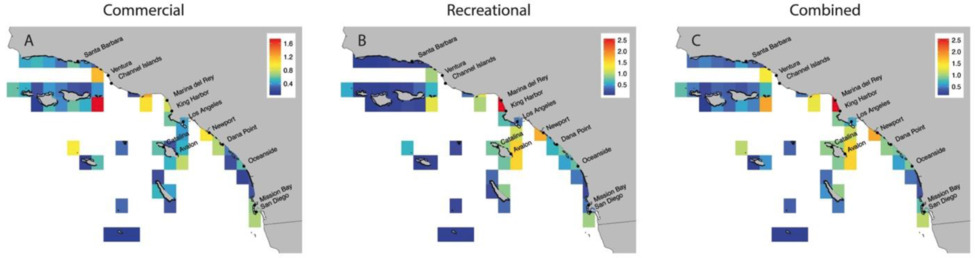 Commercial
Recreational
Combined
A
Santa Barbara
Ventura
Channel Islands
Marina del Rey
King Harbor
Los Angeles
Newport
Catalina
Dana Point
Avalon
Oceanside
Mission Bay
San Diego
1.6
1.2
0.8
0.4
B
Santa Barbara
Ventura
Channel Islands
Marina del Rey
King Harbor
Los Angeles
Newport
Catalina
Dana Point
Avalon
Oceanside
Mission Bay
San Diego
2.5
2.0
1.5
1.0
0.5
C
Santa Barbara
Ventura
Channel Islands
Marina del Rey
King Harbor
Los Angeles
Newport
Catalina
Dana Point
Avalon
Oceanside
Mission Bay
San Diego
2.5
2.0
1.5
1.0
0.5